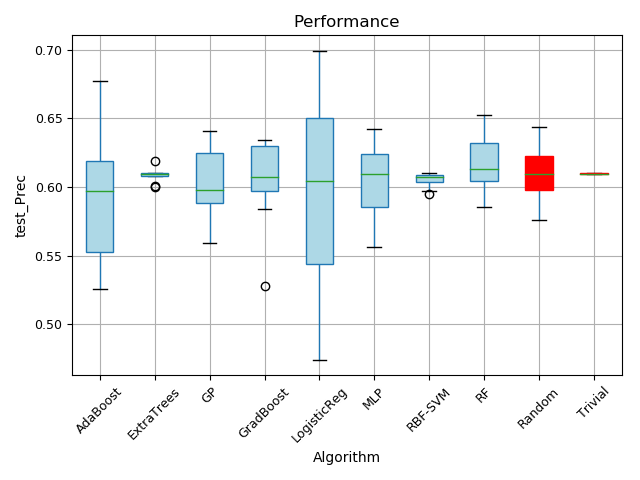 Performance
0.70
0.65
0.60
0.55
0.50
test_Prec
AdaBoost
ExtraTrees
GP
GradBoost
LogisticReg
MLP
RBF-SVM
RF
Random
Trivial
Algorithm